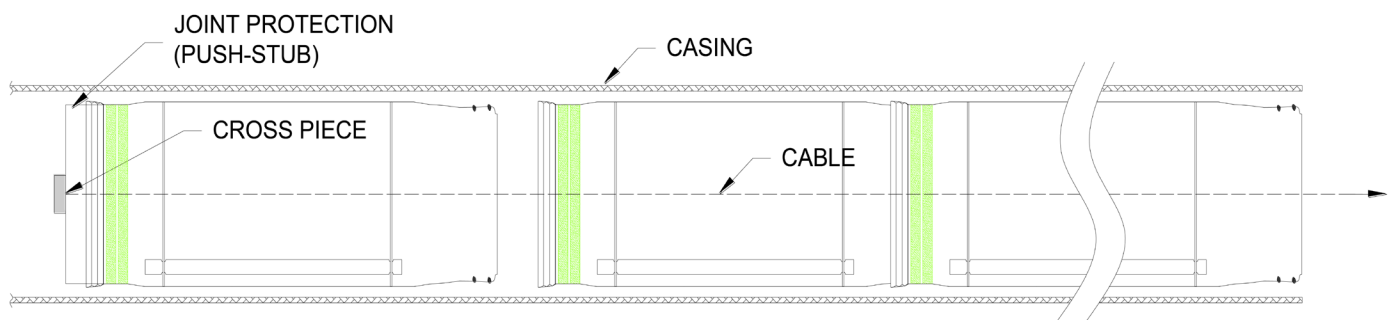 JOINT PROTECTION
(PUSH-STUB)
CASING
CROSS PIECE
CABLE